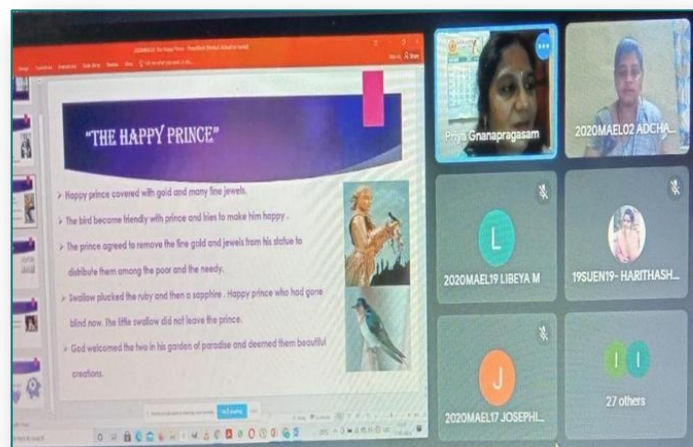 "THE HAPPY PRINCE"
Happy prince covered with gold and many fine jewels.
The bird became friendly with prince and tries to make him happy .
The prince agreed to remove the fine gold and jewels from his statue to
distribute them among the poor and the needy.
Swallow plucked the ruby and then a sapphire . Happy prince who had gone
blind now. The little swallow did not leave the prince.
God welcomed the two in his garden of paradise and deemed them beautiful
creations.
Priya Gnanapragasam
2020MAEL02 ADCHA...
L
2020MAEL19 LIBEYA M
19SUEN19- HARITHASH...
J
2020MAEL17 JOSEPHI...
I I
27 others